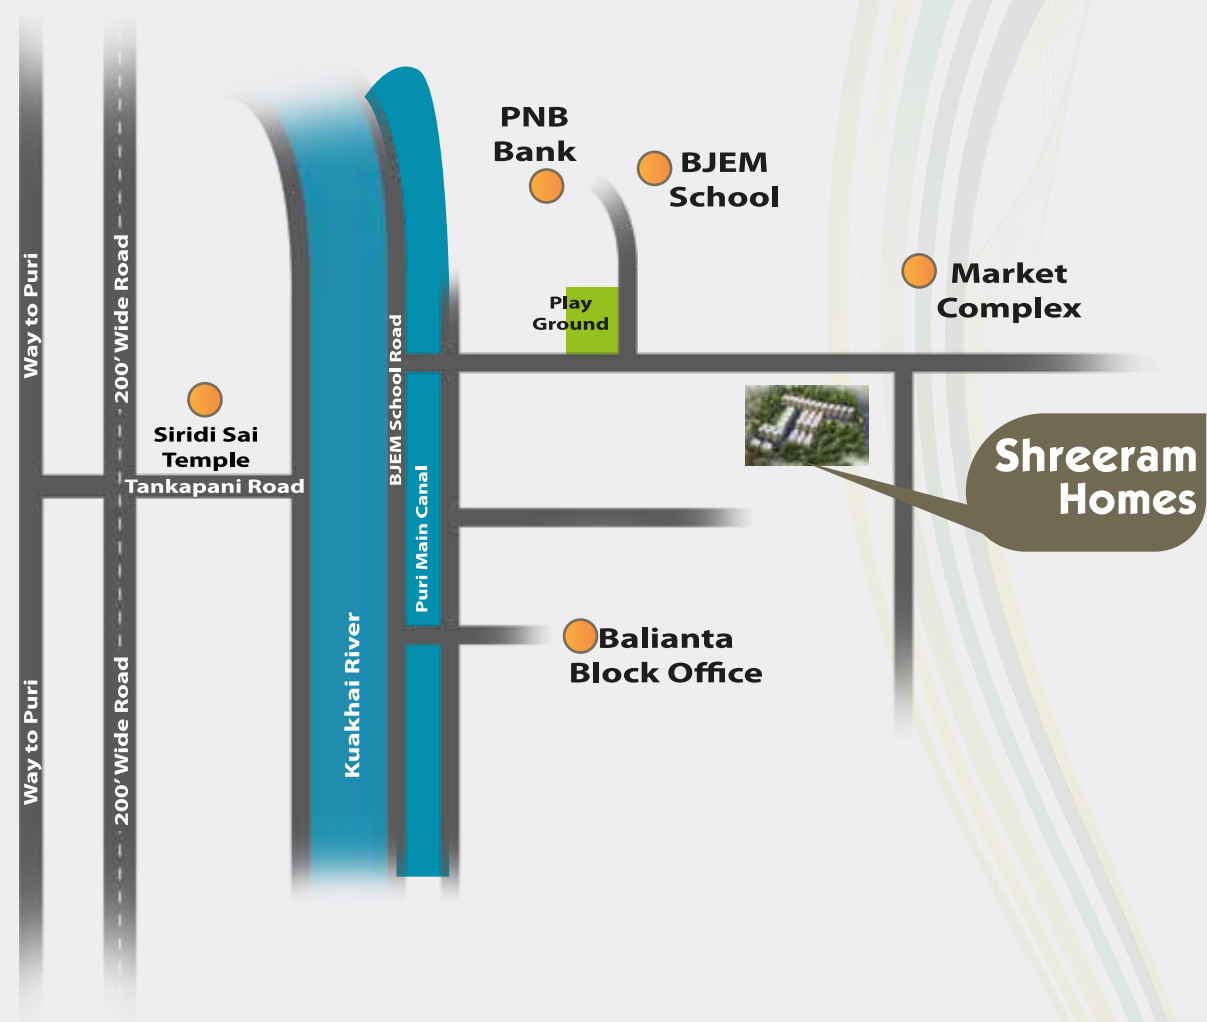 PNB
Bank
BJEM
School
Market
Complex
Play
Ground
Way to Puri
200' Wide Road
BJEM School Road
Siridi Sai
Temple
Tankapani Road
Shreeram
Homes
Puri Main Canal
Kuakhai River
Balianta
Block Office
Way to Puri
200' Wide Road